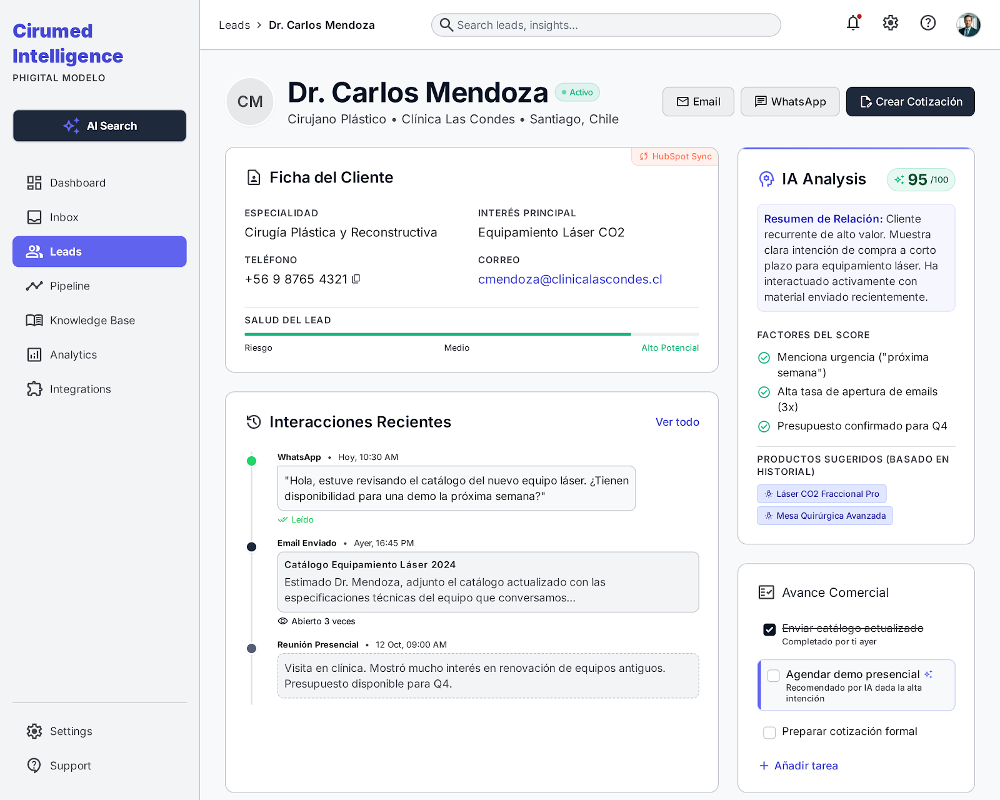 Cirumed
Intelligence
PHIGITAL MODELO
AI Search
Dashboard
Inbox
Leads
Pipeline
Knowledge Base
Analytics
Integrations
Settings
Support
Leads > Dr. Carlos Mendoza
Search leads, insights...
CM
Dr. Carlos Mendoza
Activo
Cirujano Plástico • Clínica Las Condes • Santiago, Chile
Email
WhatsApp
Crear Cotización
HubSpot Sync
Ficha del Cliente
ESPECIALIDAD
Cirugía Plástica y Reconstructiva
INTERÉS PRINCIPAL
Equipamiento Láser CO2
TELÉFONO
+56 9 8765 4321
CORREO
cmendoza@clinicalascondes.cl
SALUD DEL LEAD
Riesgo
Medio
Alto Potencial
Interacciones Recientes
Ver todo
WhatsApp • Hoy, 10:30 AM
"Hola, estuve revisando el catálogo del nuevo equipo láser. ¿Tienen
disponibilidad para una demo la próxima semana?"
Leído
Email Enviado • Ayer, 16:45 PM
Catálogo Equipamiento Láser 2024
Estimado Dr. Mendoza, adjunto el catálogo actualizado con las
especificaciones técnicas del equipo que conversamos...
Abierto 3 veces
Reunión Presencial • 12 Oct, 09:00 AM
Visita en clínica. Mostró mucho interés en renovación de equipos antiguos.
Presupuesto disponible para Q4.
IA Analysis
95 /100
Resumen de Relación: Cliente
recurrente de alto valor. Muestra
clara intención de compra a corto
plazo para equipamiento láser. Ha
interactuado activamente con
material enviado recientemente.
FACTORES DEL SCORE
Menciona urgencia ("próxima
semana")
Alta tasa de apertura de emails
(3x)
Presupuesto confirmado para Q4
PRODUCTOS SUGERIDOS (BASADO EN
HISTORIAL)
Láser CO2 Fraccional Pro
Mesa Quirúrgica Avanzada
Avance Comercial
Enviar catálogo actualizado
Completado por ti ayer
Agendar demo presencial
Recomendado por IA dada la alta
intención
Preparar cotización formal
+ Añadir tarea